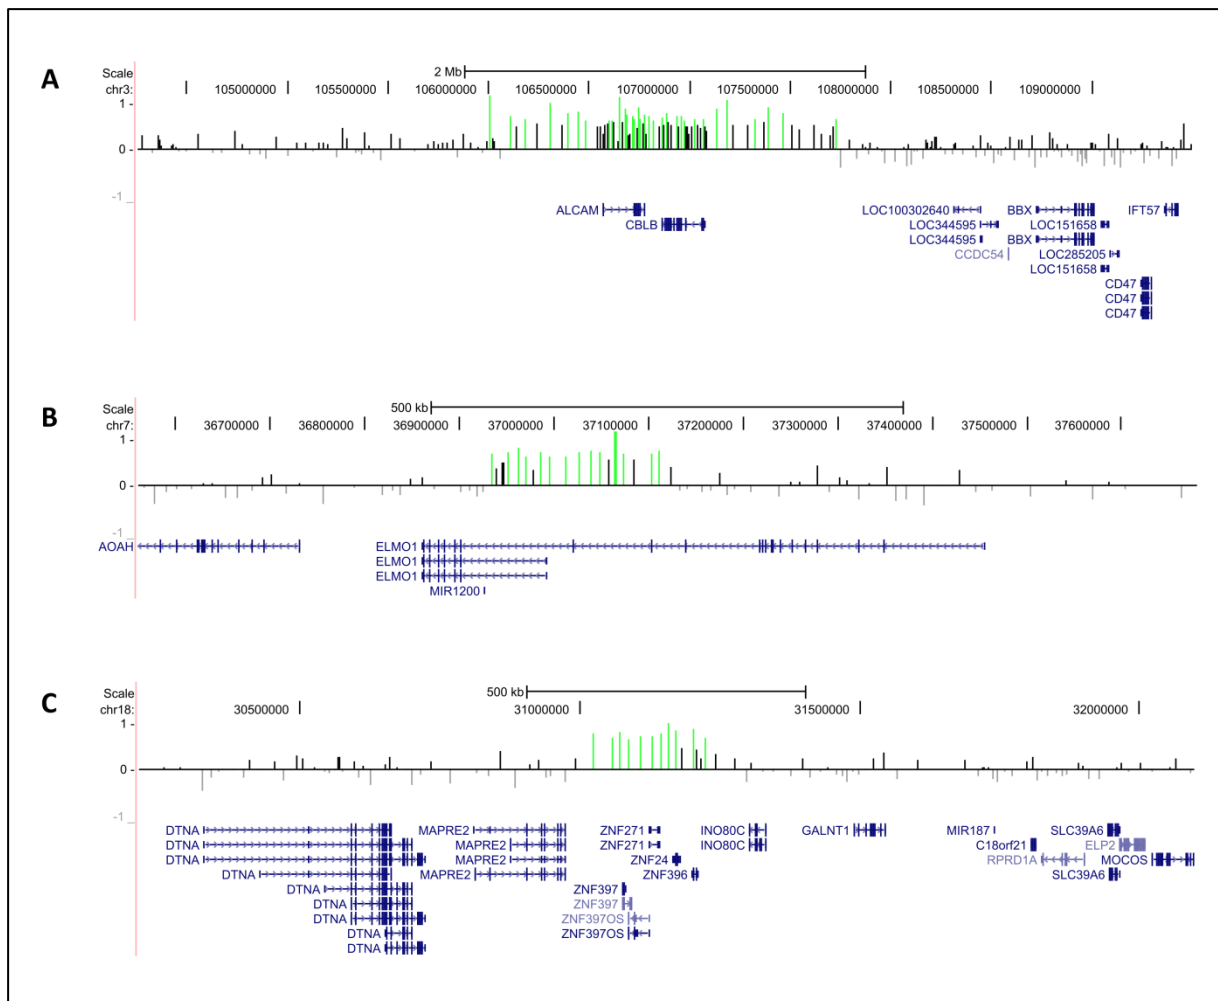 A
Scale
2 Mb
chr3:
105000000
105500000
106000000
106500000
107000000
107500000
108000000
108500000
109000000
1
0
-1
ALCAM
LOC100302640
BBX
IFT57
CBLB
LOC344595
LOC151658
LOC344595
BBX
CCDC54
LOC285205
LOC151658
CD47
CD47
CD47
B
Scale
500 kb
chr7:
36700000
36800000
36900000
37000000
37100000
37200000
37300000
37400000
37500000
37600000
1
0
-1
AOAH
ELMO1
ELMO1
ELMO1
MIR1200
C
Scale
500 kb
chr18:
30500000
31000000
31500000
32000000
1
0
-1
DTNA
MAPRE2
ZNF271
INO80C
GALNT1
MIR187
SLC39A6
DTNA
MAPRE2
ZNF271
INO80C
C18orf21
ELP2
DTNA
MAPRE2
ZNF24
RPRD1A
MOCOS
DTNA
MAPRE2
ZNF396
SLC39A6
DTNA
ZNF397
DTNA
ZNF397
DTNA
ZNF397OS
DTNA
ZNF397OS
DTNA